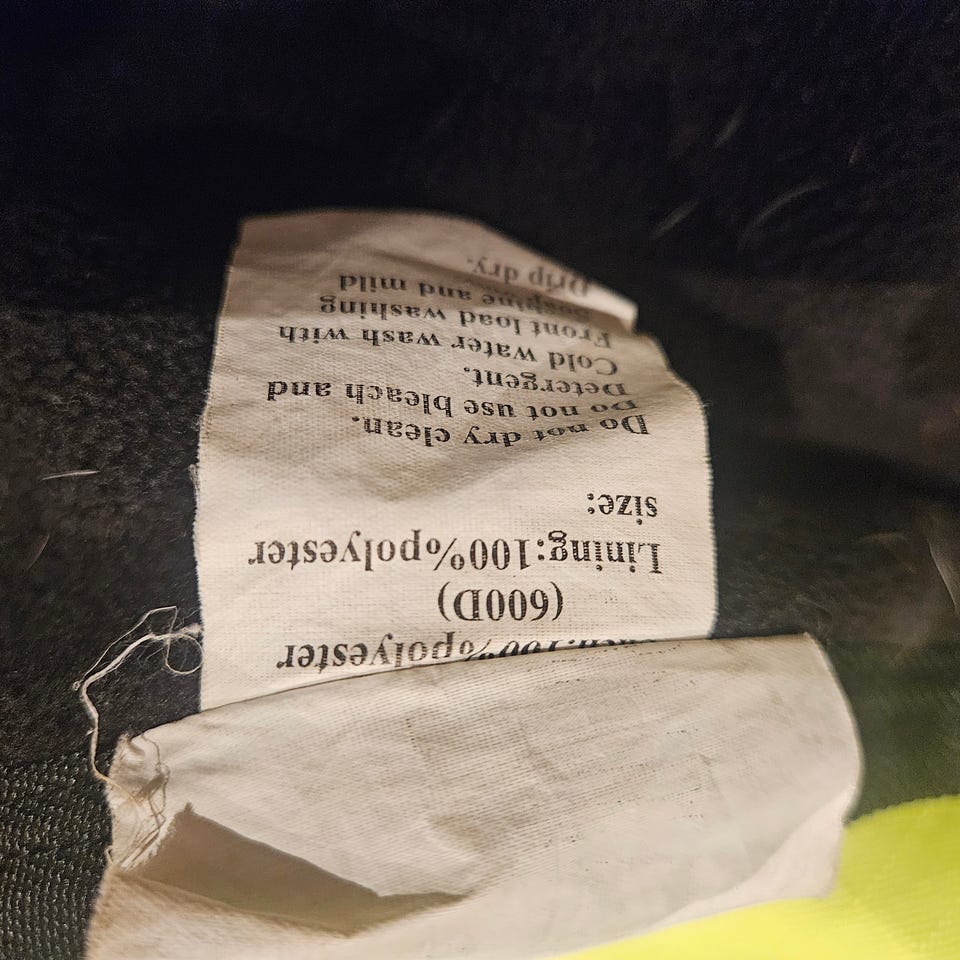 100%polyester
(600D)
Lining:100%polyester
size:
Do not dry clean.
Do not use bleach and
Detergent.
Cold water wash with
Front load washing
and mild
Drip dry.